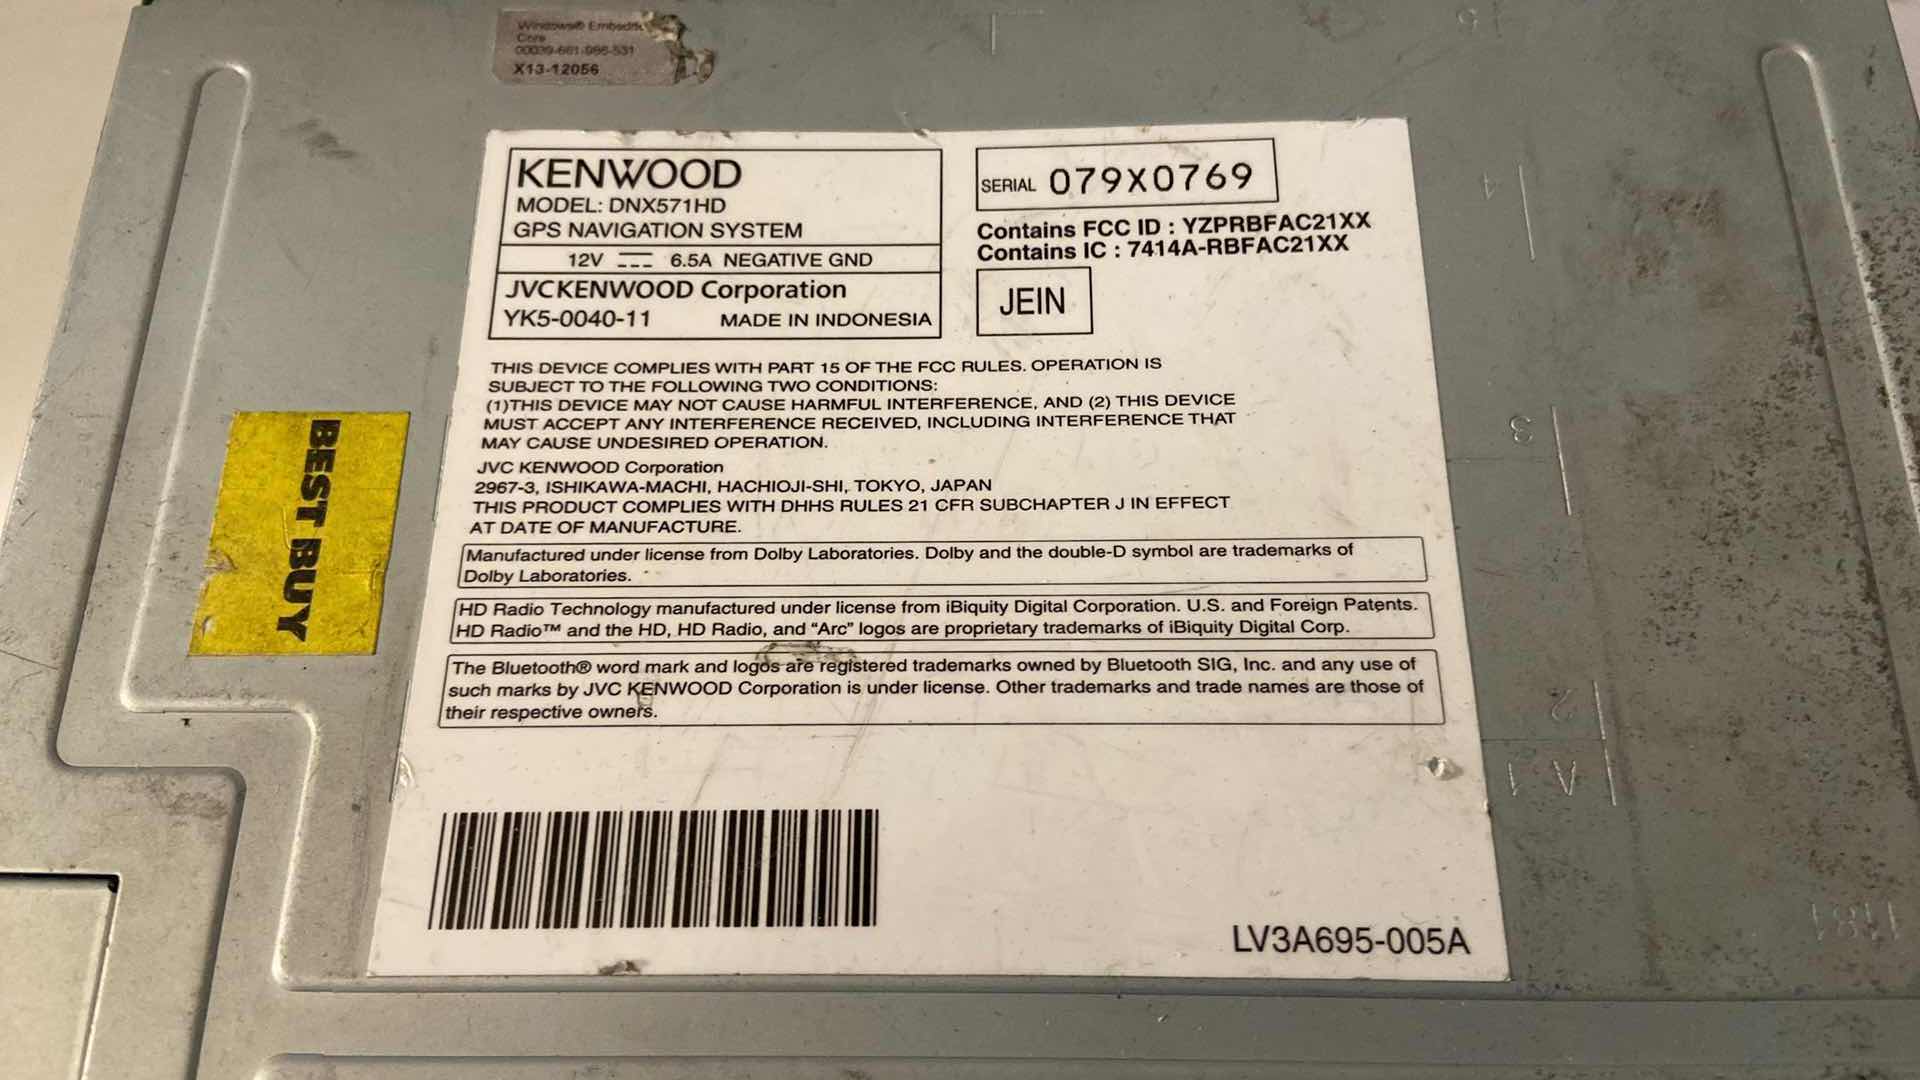 Windows® Embedded
Core
00039-661-966-531
X13-12056
KENWOOD
MODEL: DNX571HD
GPS NAVIGATION SYSTEM
12V 6.5A NEGATIVE GND
JVCKENWOOD Corporation
YK5-0040-11 MADE IN INDONESIA
SERIAL 079X0769
Contains FCC ID : YZPRBFAC21XX
Contains IC : 7414A-RBFAC21XX
JEIN
THIS DEVICE COMPLIES WITH PART 15 OF THE FCC RULES. OPERATION IS
SUBJECT TO THE FOLLOWING TWO CONDITIONS:
(1)THIS DEVICE MAY NOT CAUSE HARMFUL INTERFERENCE, AND (2) THIS DEVICE
MUST ACCEPT ANY INTERFERENCE RECEIVED, INCLUDING INTERFERENCE THAT
MAY CAUSE UNDESIRED OPERATION.
JVC KENWOOD Corporation
2967-3, ISHIKAWA-MACHI, HACHIOJI-SHI, TOKYO, JAPAN
THIS PRODUCT COMPLIES WITH DHHS RULES 21 CFR SUBCHAPTER J IN EFFECT
AT DATE OF MANUFACTURE.
Manufactured under license from Dolby Laboratories. Dolby and the double-D symbol are trademarks of
Dolby Laboratories.
HD Radio Technology manufactured under license from iBiquity Digital Corporation. U.S. and Foreign Patents.
HD Radio™ and the HD, HD Radio, and “Arc” logos are proprietary trademarks of iBiquity Digital Corp.
The Bluetooth® word mark and logos are registered trademarks owned by Bluetooth SIG, Inc. and any use of
such marks by JVC KENWOOD Corporation is under license. Other trademarks and trade names are those of
their respective owners.
LV3A695-005A
BEST BUY
15
4
3
2
A1